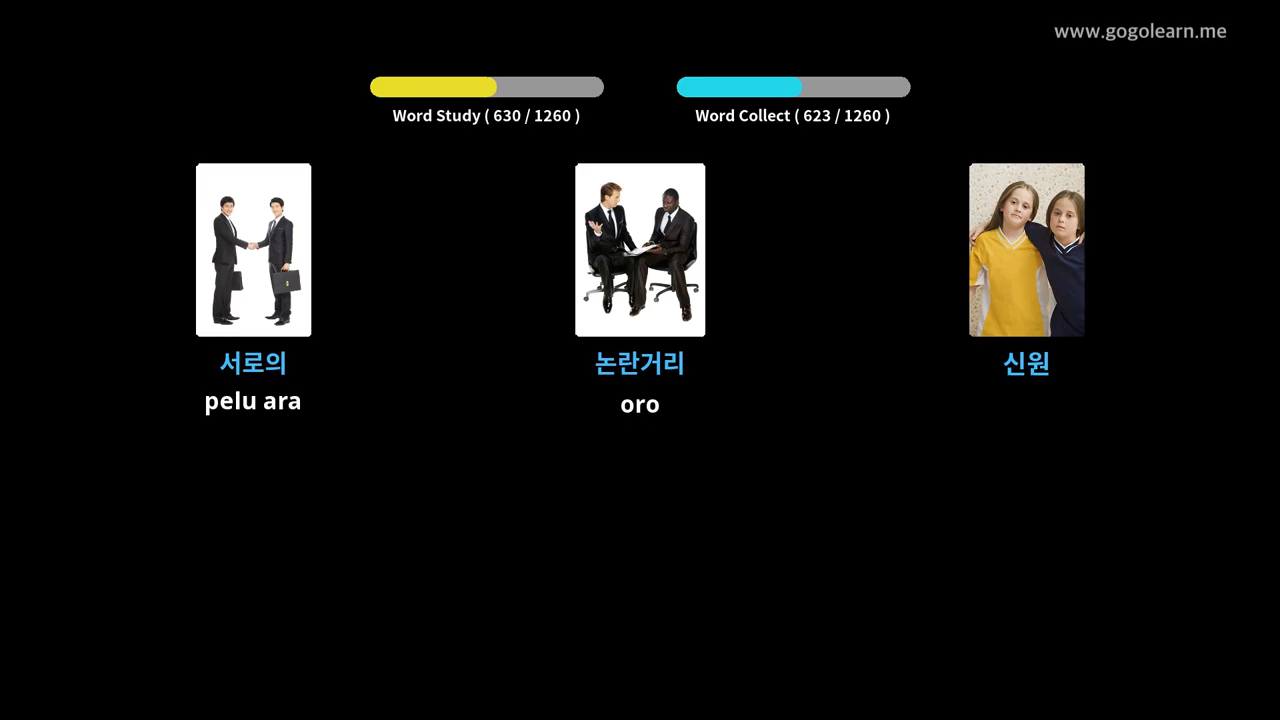 www.gogolearn.me
Word Study ( 630 / 1260 )
Word Collect ( 623 / 1260 )
서로의
논란거리
신원
pelu ara
oro